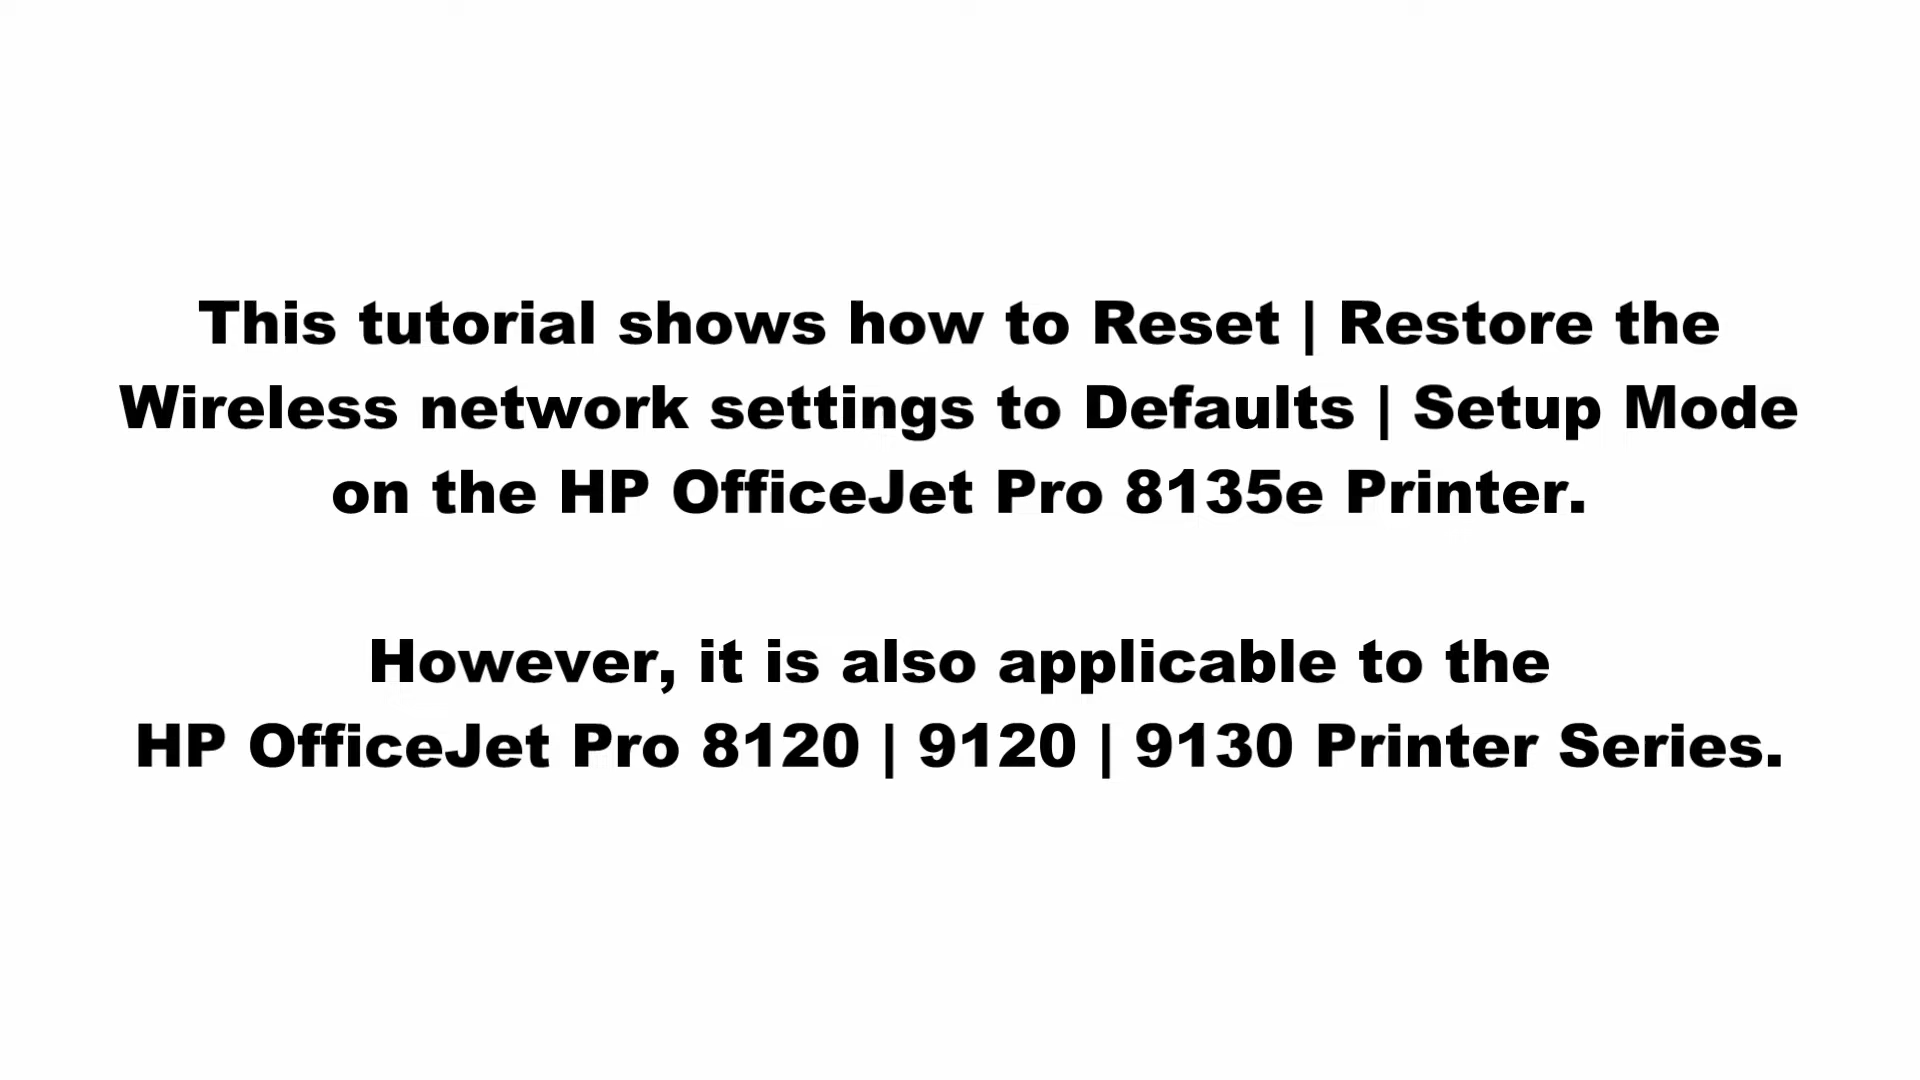 This tutorial shows how to Reset | Restore the
Wireless network settings to Defaults | Setup Mode
on the HP OfficeJet Pro 8135e Printer.
However, it is also applicable to the
HP OfficeJet Pro 8120 | 9120 | 9130 Printer Series.